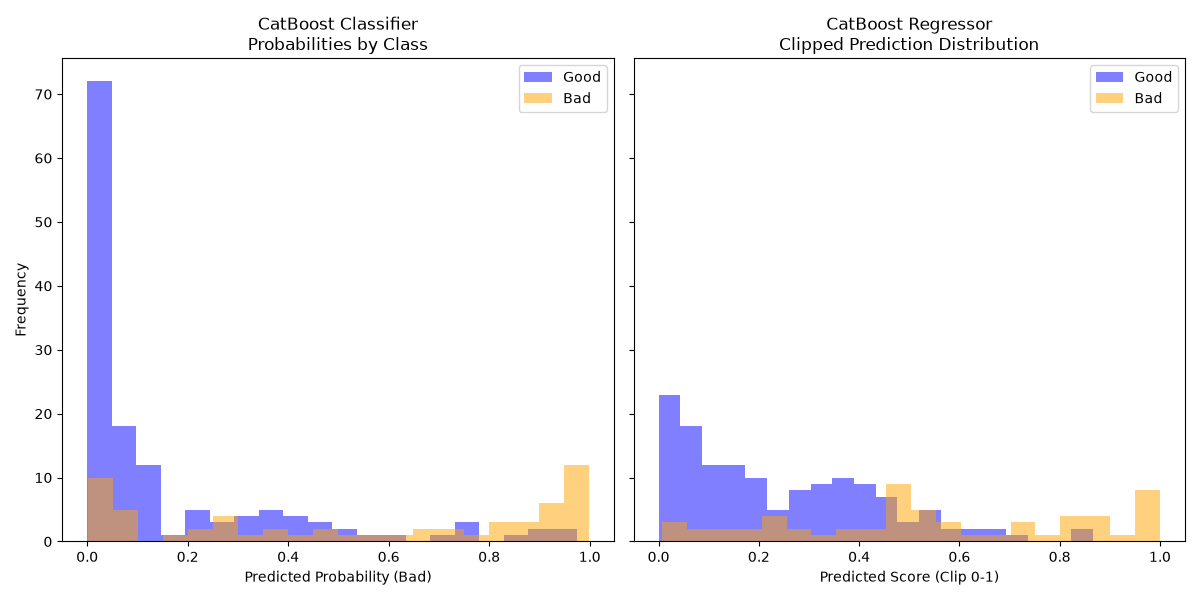 CatBoost Classifier
Probabilities by Class
CatBoost Regressor
Clipped Prediction Distribution
Good
Bad
Good
Bad
Frequency
70
60
50
40
30
20
10
0
0.0 0.2 0.4 0.6 0.8 1.0
Predicted Probability (Bad)
0.0 0.2 0.4 0.6 0.8 1.0
Predicted Score (Clip 0-1)